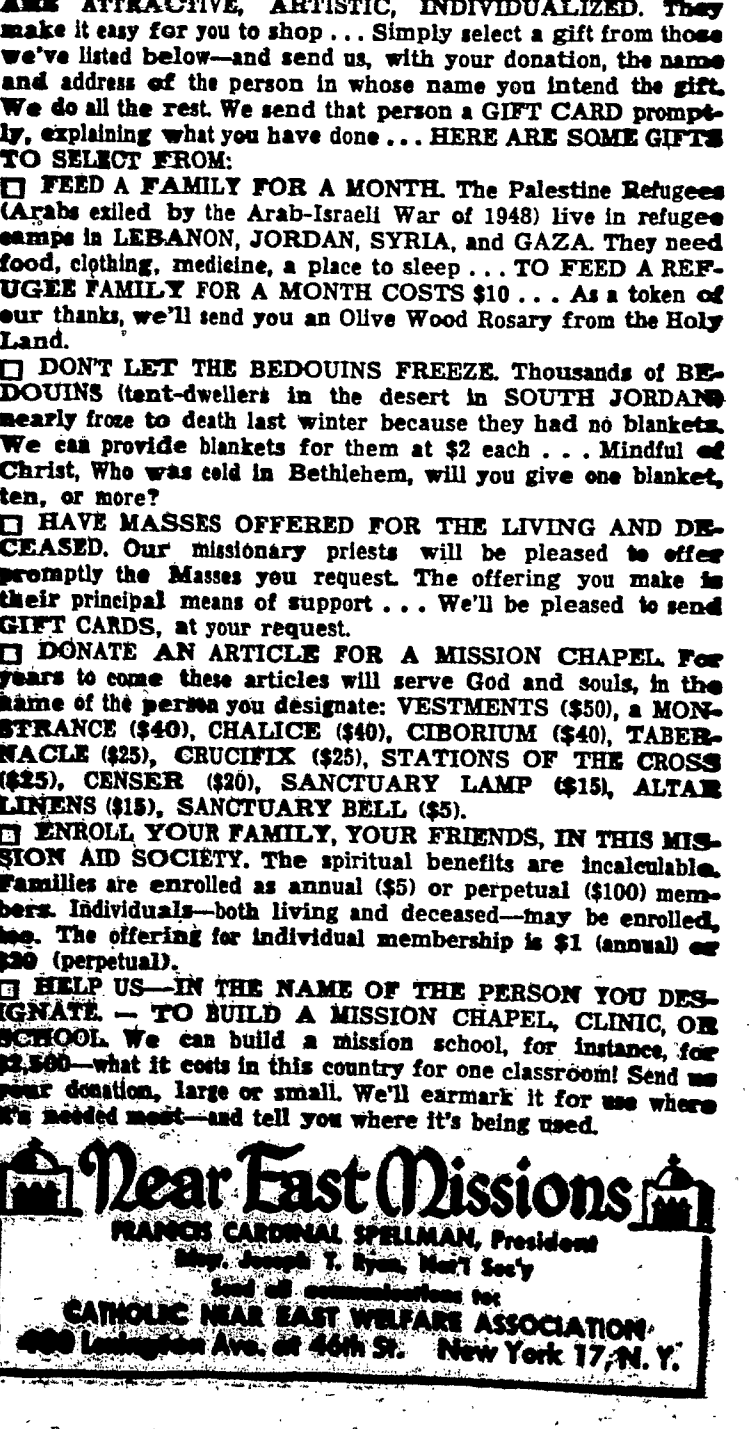 ARE ATTRACTIVE, ARTISTIC, INDIVIDUALIZED. They
make it easy for you to shop . . . Simply select a gift from those
we've listed below—and send us, with your donation, the name
and address of the person in whose name you intend the gift.
We do all the rest. We send that person a GIFT CARD prompt-
ly, explaining what you have done . . . HERE ARE SOME GIFTS
TO SELECT FROM:
□ FEED A FAMILY FOR A MONTH. The Palestine Refugees
(Arabs exiled by the Arab-Israeli War of 1948) live in refugee
camps in LEBANON, JORDAN, SYRIA, and GAZA. They need
food, clothing, medicine, a place to sleep . . . TO FEED A REF-
UGEE FAMILY FOR A MONTH COSTS $10 . . . As a token of
our thanks, we'll send you an Olive Wood Rosary from the Holy
Land.
□ DON'T LET THE BEDOUINS FREEZE. Thousands of BE-
DOUINS (tent-dwellers in the desert in SOUTH JORDAN)
nearly froze to death last winter because they had no blankets.
We can provide blankets for them at $2 each . . . Mindful of
Christ, Who was cold in Bethlehem, will you give one blanket,
ten, or more?
□ HAVE MASSES OFFERED FOR THE LIVING AND DE-
CEASED. Our missionary priests will be pleased to offer
promptly the Masses you request. The offering you make is
their principal means of support . . . We'll be pleased to send
GIFT CARDS, at your request.
□ DONATE AN ARTICLE FOR A MISSION CHAPEL. For
years to come these articles will serve God and souls, in the
name of the person you designate: VESTMENTS ($50), a MON-
STRANCE ($40), CHALICE ($40), CIBORIUM ($40), TABER-
NACLE ($25), CRUCIFIX ($25), STATIONS OF THE CROSS
($25), CENSER ($20), SANCTUARY LAMP ($15), ALTAR
LINENS ($15), SANCTUARY BELL ($5).
□ ENROLL YOUR FAMILY, YOUR FRIENDS, IN THIS MIS-
SION AID SOCIETY. The spiritual benefits are incalculable.
Families are enrolled as annual ($5) or perpetual ($100) mem-
bers. Individuals—both living and deceased—may be enrolled,
too. The offering for individual membership is $1 (annual) or
$20 (perpetual).
□ HELP US—IN THE NAME OF THE PERSON YOU DES-
IGNATE. — TO BUILD A MISSION CHAPEL, CLINIC, OR
SCHOOL. We can build a mission school, for instance, for
$2,500—what it costs in this country for one classroom! Send us
your donation, large or small. We'll earmark it for use where
it's needed most—and tell you where it's being used.
Near East Missions
FRANCIS CARDINAL SPELLMAN, President
Msgr. Joseph T. Ryan, Nat'l Sec'y
Send all communications to:
CATHOLIC NEAR EAST WELFARE ASSOCIATION
Lexington Ave. at 46th St. New York 17, N. Y.